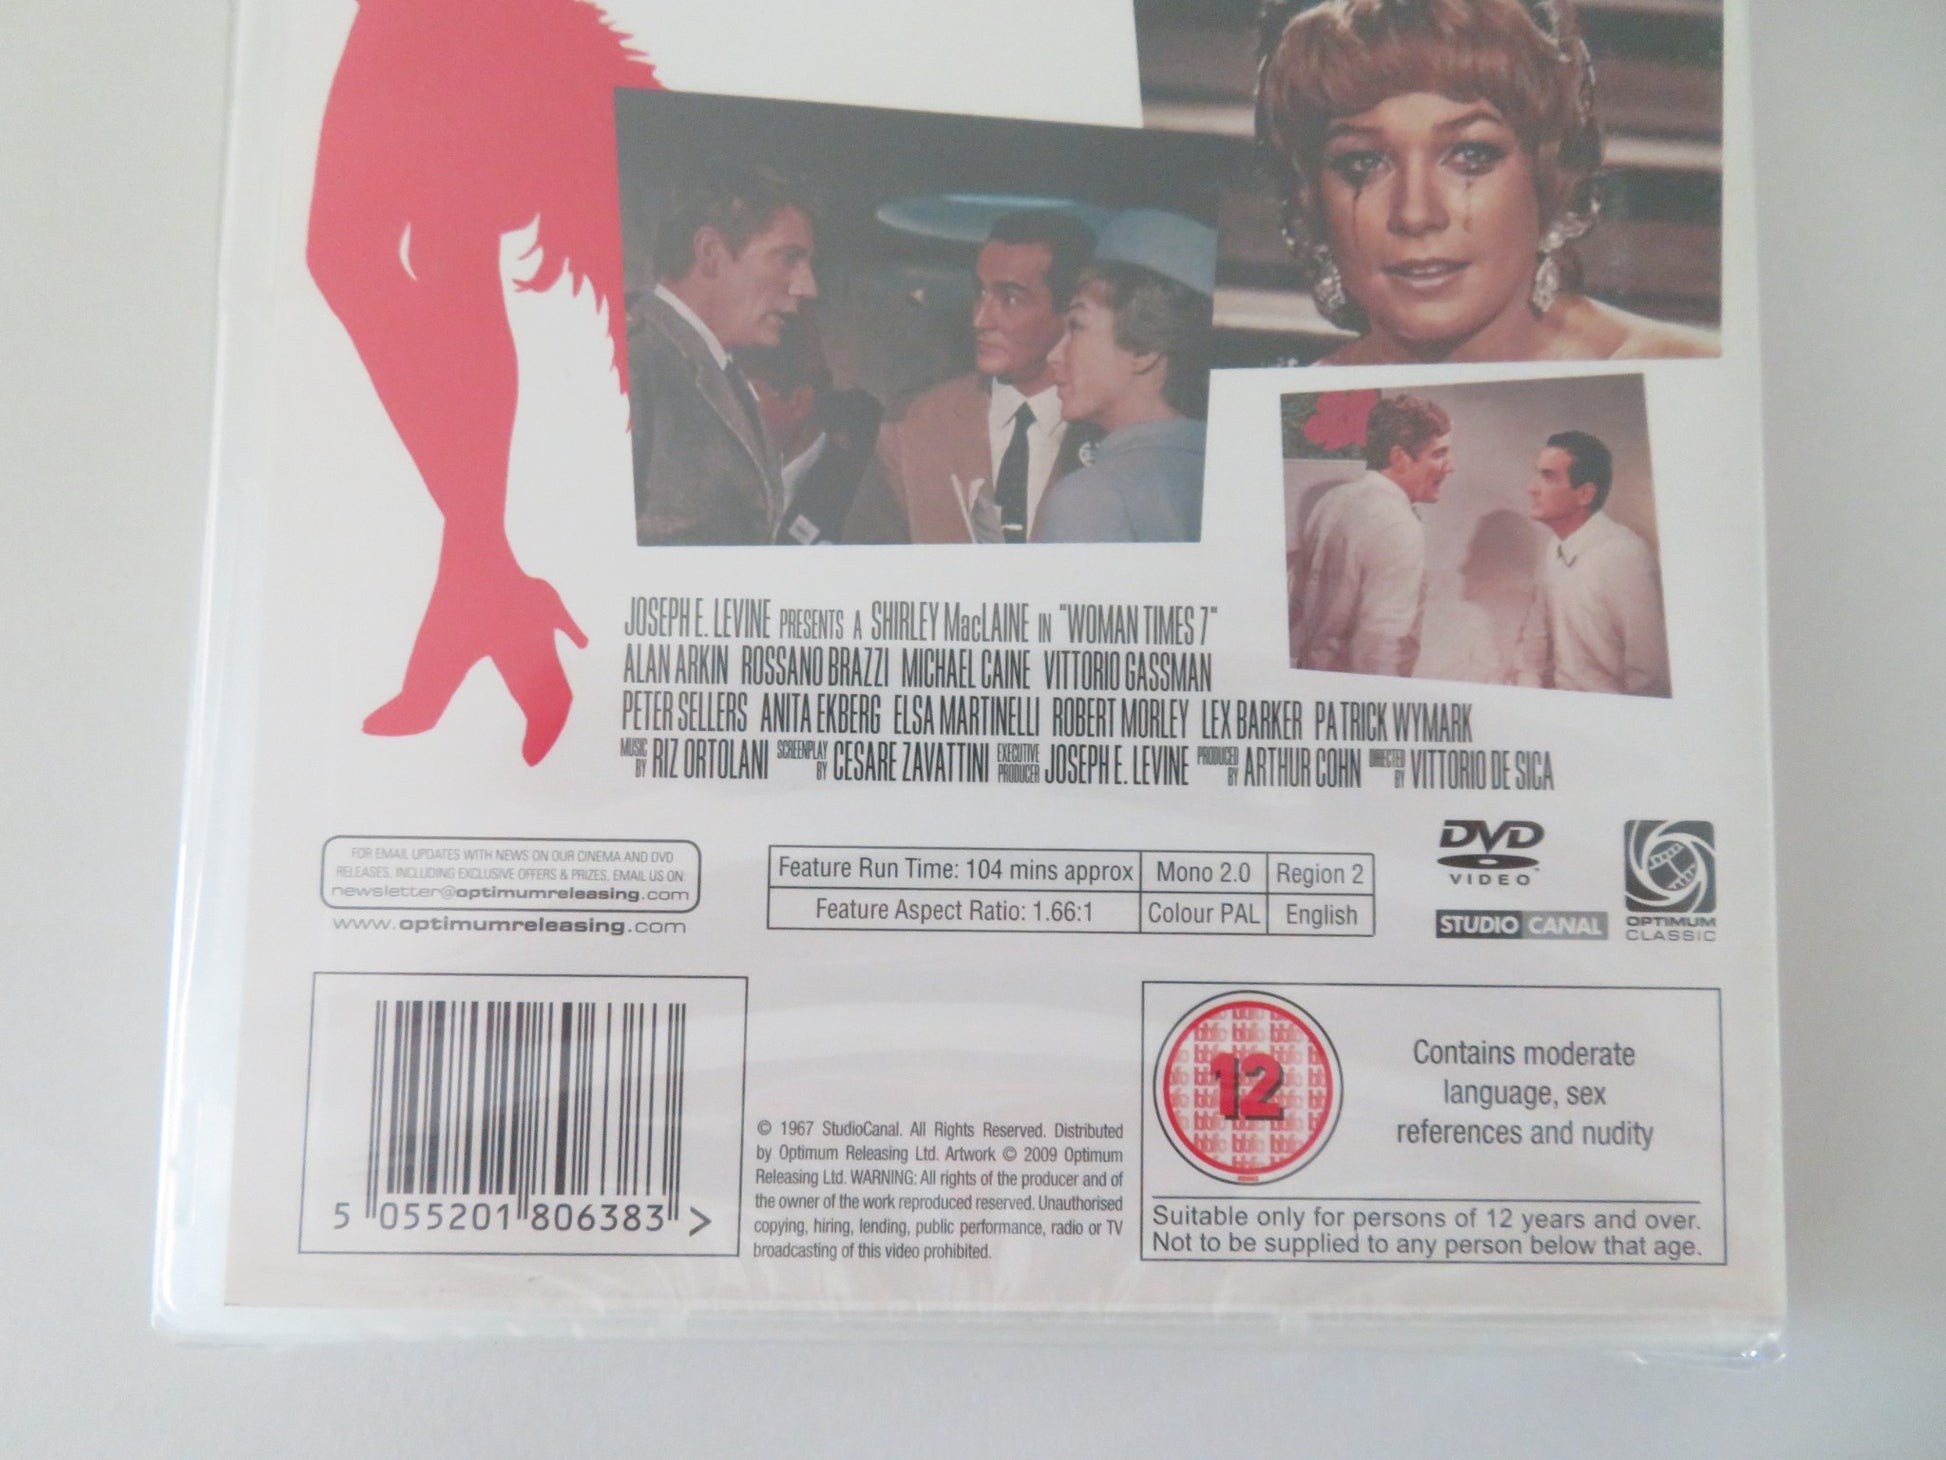 JOSEPH E. LEVINE PRESENTS A SHIRLEY MacLAINE IN "WOMAN TIMES 7"
ALAN ARKIN ROSSANO BRAZZI MICHAEL CAINE VITTORIO GASSMAN
PETER SELLERS ANITA EKBERG ELSA MARTINELLI ROBERT MORLEY LEX BARKER PATRICK WYMARK
MUSIC BY RIZ ORTOLANI SCREENPLAY BY CESARE ZAVATTINI EXECUTIVE PRODUCER JOSEPH E. LEVINE PRODUCED BY ARTHUR COHN DIRECTED BY VITTORIO DE SICA
FOR EMAIL UPDATES WITH NEWS ON OUR CINEMA AND DVD
RELEASES, INCLUDING EXCLUSIVE OFFERS & PRIZES, EMAIL US ON:
newsletter@optimumreleasing.com
www.optimumreleasing.com
Feature Run Time: 104 mins approx Mono 2.0 Region 2
Feature Aspect Ratio: 1.66:1 Colour PAL English
DVD
VIDEO™
STUDIO CANAL
OPTIMUM
CLASSIC
5 055201 806383 >
© 1967 StudioCanal. All Rights Reserved. Distributed
by Optimum Releasing Ltd. Artwork © 2009 Optimum
Releasing Ltd. WARNING: All rights of the producer and of
the owner of the work reproduced reserved. Unauthorised
copying, hiring, lending, public performance, radio or TV
broadcasting of this video prohibited.
12
Contains moderate
language, sex
references and nudity
Suitable only for persons of 12 years and over.
Not to be supplied to any person below that age.